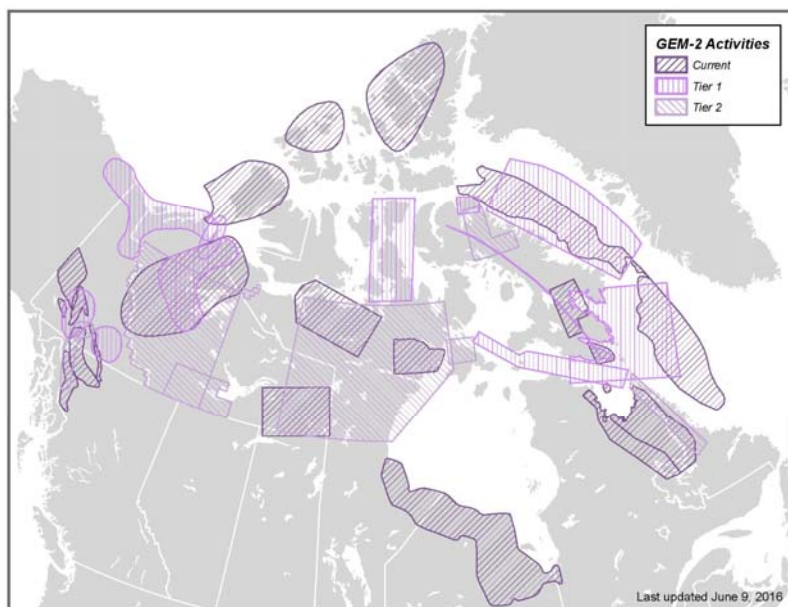 GEM-2 Activities
Current
Tier 1
Tier 2
Last updated June 9, 2016